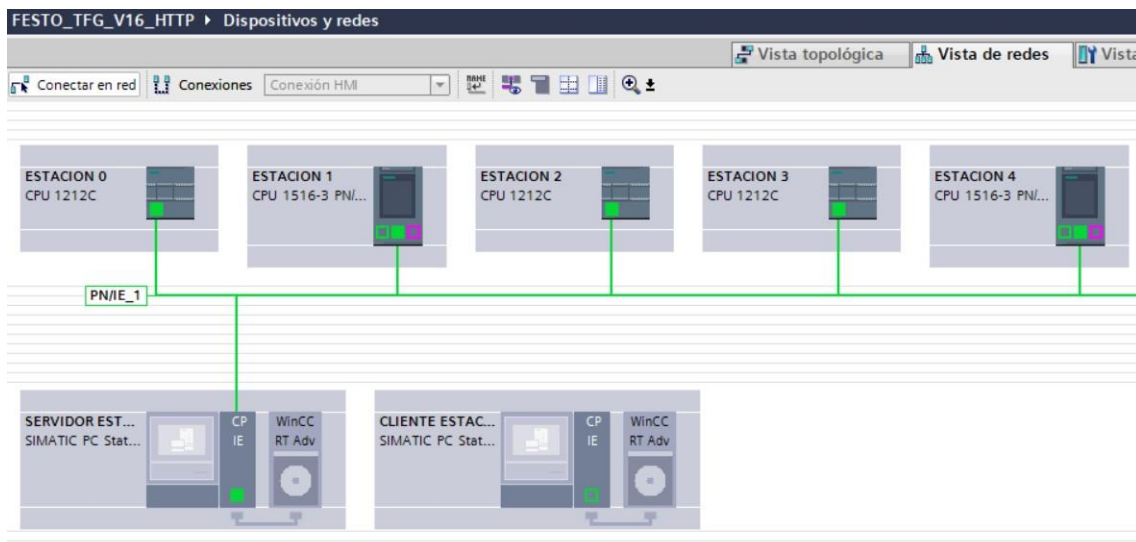 FESTO_TFG_V16_HTTP ▸ Dispositivos y redes
Vista topológica Vista de redes Vista
Conectar en red Conexiones Conexión HMI
ESTACION 0
CPU 1212C
ESTACION 1
CPU 1516-3 PN/...
ESTACION 2
CPU 1212C
ESTACION 3
CPU 1212C
ESTACION 4
CPU 1516-3 PN/...
PN/IE_1
SERVIDOR EST...
SIMATIC PC Stat...
CP
IE
WinCC
RT Adv
CLIENTE ESTAC...
SIMATIC PC Stat...
CP
IE
WinCC
RT Adv